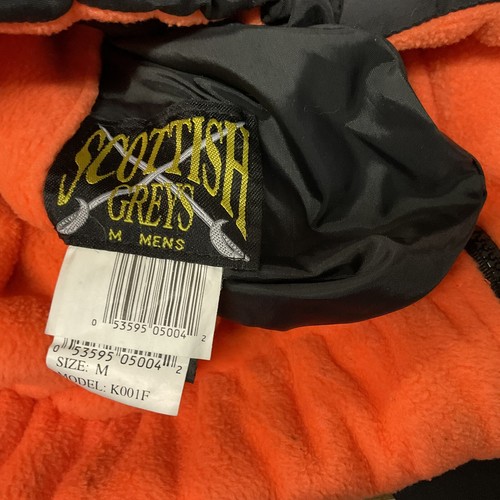 SCOTTISH
GREYS
M MENS
0 53595 05004 2
0 53595 05004 2
SIZE: M
MODEL: K001F